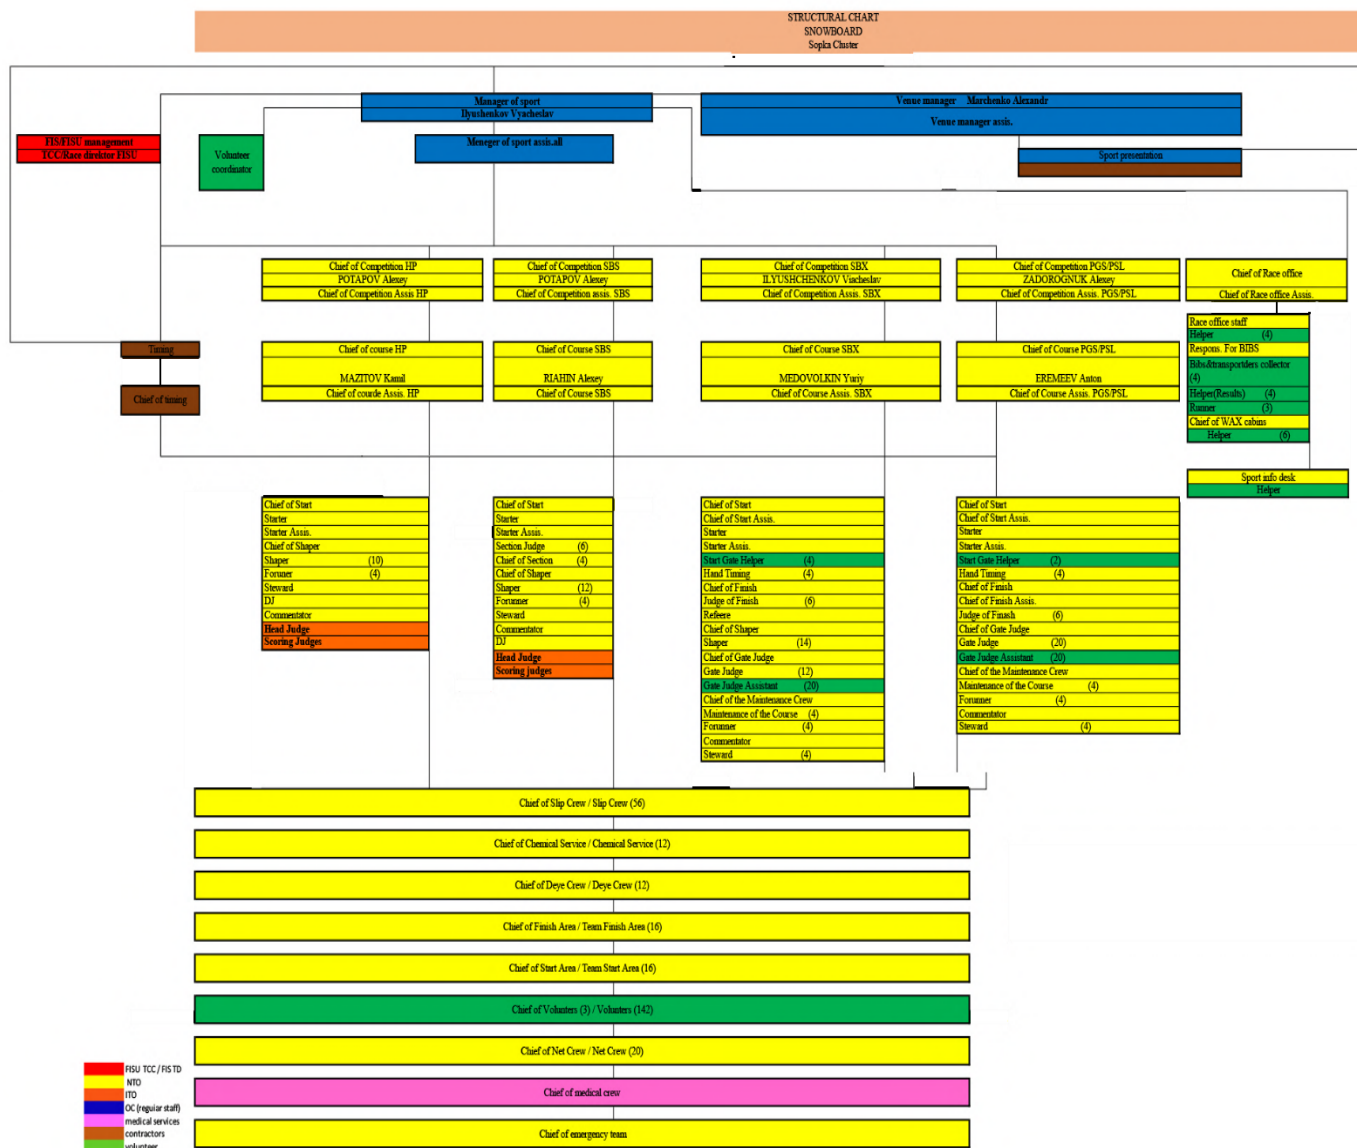 STRUCTURAL CHART
SNOWBOARD
Sopka Cluster
Manager of sport
Ilyushenkov Vyacheslav
Venue manager Marchenko Alexandr
Venue manager assis.
FIS/FISU management
TCC/Race direktor FISU
Volunteer
coordinator
Meneger of sport assis.all
Sport presentation
Chief of Competition HP
POTAPOV Alexey
Chief of Competition Assis HP
Chief of Competition SBS
POTAPOV Alexey
Chief of Competition assis. SBS
Chief of Competition SBX
ILYUSHCHENKOV Viacheslav
Chief of Competition Assis. SBX
Chief of Competition PGS/PSL
ZADOROGNUK Alexey
Chief of Competition Assis. PGS/PSL
Chief of Race office
Chief of Race office Assis.
Race office staff
Helper (4)
Respons. For BIBS
Bibs&transportders collector
(4)
Helper(Results) (4)
Runner (3)
Chief of WAX cabins
Helper (6)
Sport info desk
Helper
Timing
Chief of timing
Chief of course HP
MAZITOV Kamil
Chief of courde Assis. HP
Chief of Course SBS
RIAHIN Alexey
Chief of Course SBS
Chief of Course SBX
MEDOVOLKIN Yuriy
Chief of Course Assis. SBX
Chief of Course PGS/PSL
EREMEEV Anton
Chief of Course Assis. PGS/PSL
Chief of Start
Starter
Starter Assis.
Chief of Shaper
Shaper (10)
Foruner (4)
Steward
DJ
Commentator
Head Judge
Scoring Judges
Chief of Start
Starter
Starter Assis.
Section Judge (6)
Chief of Section (4)
Chief of Shaper
Shaper (12)
Forunner (4)
Steward
Commentator
DJ
Head Judge
Scoring judges
Chief of Start
Chief of Start Assis.
Starter
Starter Assis.
Start Gate Helper (4)
Hand Timing (4)
Chief of Finish
Judge of Finish (6)
Refeere
Chief of Shaper
Shaper (14)
Chief of Gate Judge
Gate Judge (12)
Gate Judge Assistant (20)
Chief of the Maintenance Crew
Maintenance of the Course (4)
Forunner (4)
Commentator
Steward (4)
Chief of Start
Chief of Start Assis.
Starter
Starter Assis.
Start Gate Helper (2)
Hand Timing (4)
Chief of Finish
Chief of Finish Assis.
Judge of Finash (6)
Chief of Gate Judge
Gate Judge (20)
Gate Judge Assistant (20)
Chief of the Maintenance Crew
Maintenance of the Course (4)
Forunner (4)
Commentator
Steward (4)
Chief of Slip Crew / Slip Crew (56)
Chief of Chemical Service / Chemical Service (12)
Chief of Deye Crew / Deye Crew (12)
Chief of Finish Area / Team Finish Area (16)
Chief of Start Area / Team Start Area (16)
Chief of Volunters (3) / Volunters (142)
Chief of Net Crew / Net Crew (20)
Chief of medical crew
Chief of emergency team
FISU TCC / FIS TD
NTO
ITO
OC (reguiar staff)
medical services
contractors
volunteer